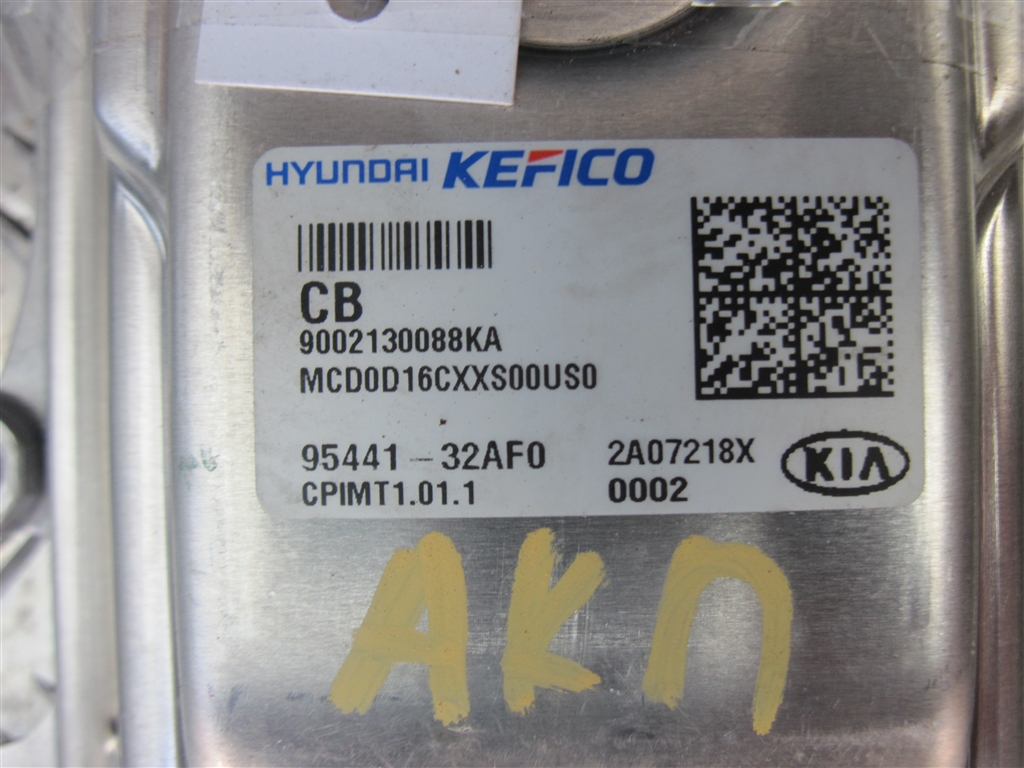 HYUNDAI KEFICO
CB
9002130088KA
MCD0D16CXXS00US0
95441-32AF0 2A07218X KIA
CPIMT1.01.1 0002
АКП